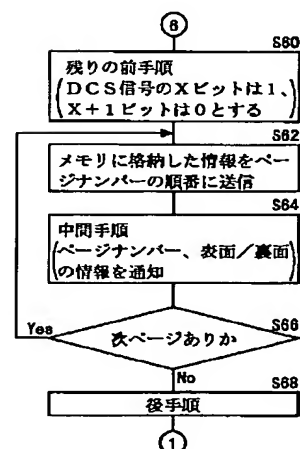 6
S60
残りの前手順
(DCS信号のXビットは1、
X+1ビットは0とする)
S62
メモリに格納した情報をペー
ジナンバーの順番に送信
S64
中間手順
(ページナンバー、表面/裏面
の情報を通知)
S66
Yes
次ページありか
No
S68
後手順
1